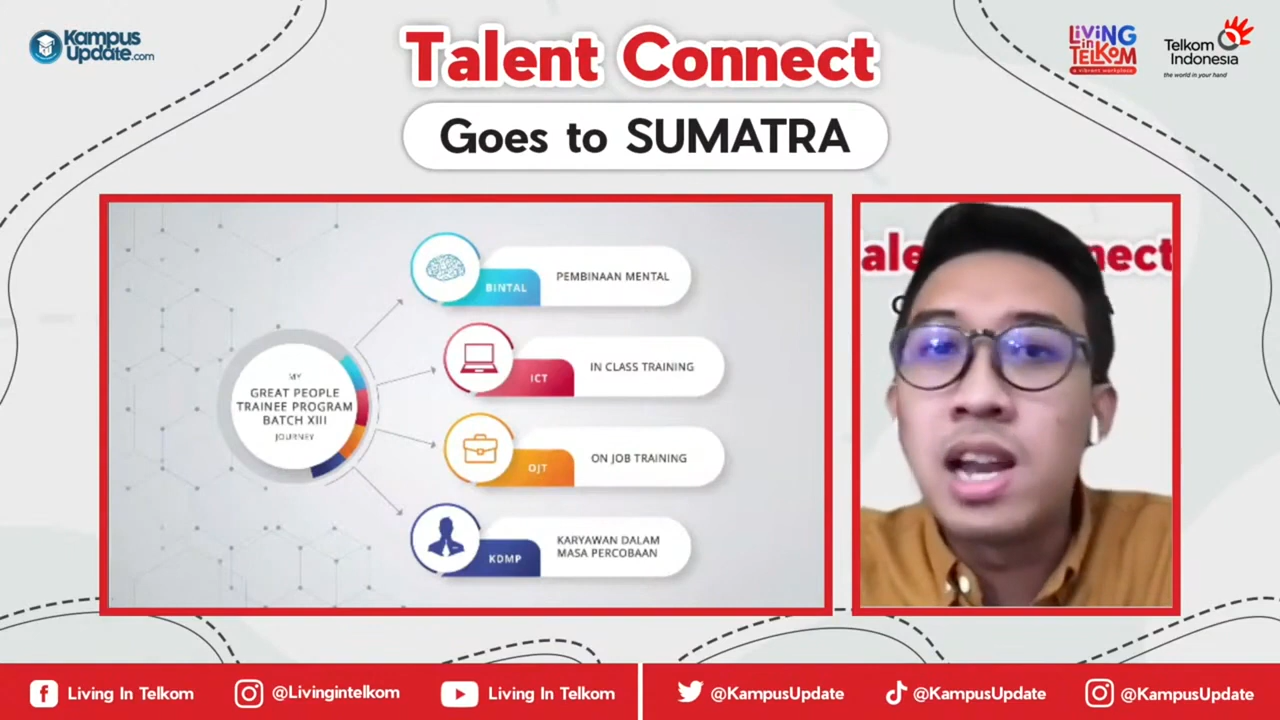 Kampus
Update.com
Talent Connect
Goes to SUMATRA
LiViNG
in
TELKOM
a vibrant workplace
Telkom
Indonesia
the world in your hand
MY
GREAT PEOPLE
TRAINEE PROGRAM
BATCH XIII
JOURNEY
BINTAL
PEMBINAAN MENTAL
ICT
IN CLASS TRAINING
OJT
ON JOB TRAINING
KDMP
KARYAWAN DALAM
MASA PERCOBAAN
Living In Telkom
@Livingintelkom
Living In Telkom
@KampusUpdate
@KampusUpdate
@KampusUpdate